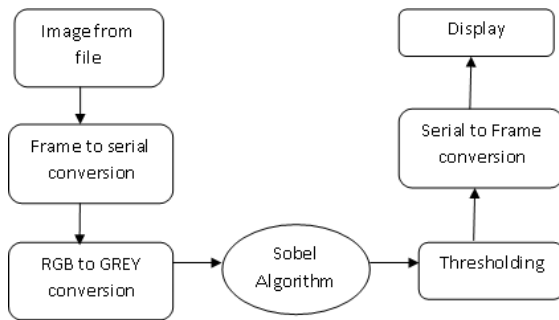 Image from
file
Frame to serial
conversion
RGB to GREY
conversion
Sobel
Algorithm
Thresholding
Serial to Frame
conversion
Display